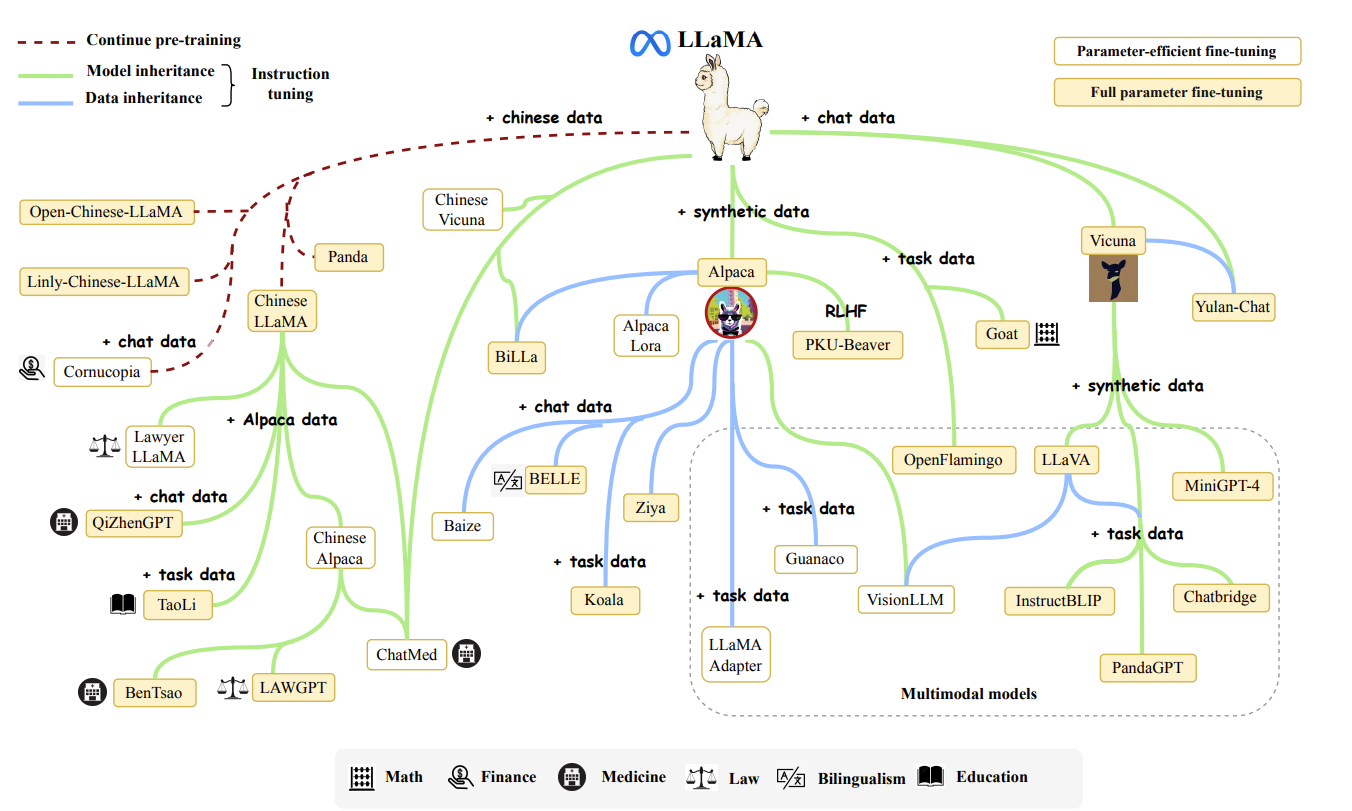 LLaMA
Continue pre-training
Model inheritance
Data inheritance
Instruction
tuning
Parameter-efficient fine-tuning
Full parameter fine-tuning
+ chinese data
+ chat data
Open-Chinese-LLaMA
Linly-Chinese-LLaMA
Panda
Chinese
LLaMA
+ chat data
Cornucopia
Chinese
Vicuna
+ synthetic data
Alpaca
+ task data
Vicuna
Yulan-Chat
BiLLa
Alpaca
Lora
RLHF
PKU-Beaver
Goat
+ synthetic data
+ Alpaca data
Lawyer
LLaMA
+ chat data
QiZhenGPT
+ task data
TaoLi
Chinese
Alpaca
BenTsao
LAWGPT
ChatMed
+ chat data
BELLE
Baize
Ziya
+ task data
Koala
+ task data
Guanaco
+ task data
LLaMA
Adapter
OpenFlamingo
LLaVA
MiniGPT-4
+ task data
VisionLLM
InstructBLIP
Chatbridge
PandaGPT
Multimodal models
Math
Finance
Medicine
Law
Bilingualism
Education